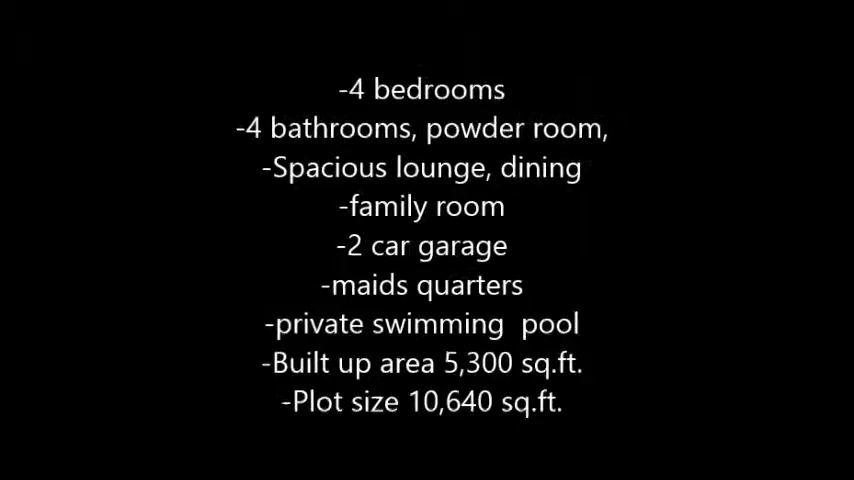 -4 bedrooms
-4 bathrooms, powder room,
-Spacious lounge, dining
-family room
-2 car garage
-maids quarters
-private swimming  pool
-Built up area 5,300 sq.ft.
-Plot size 10,640 sq.ft.